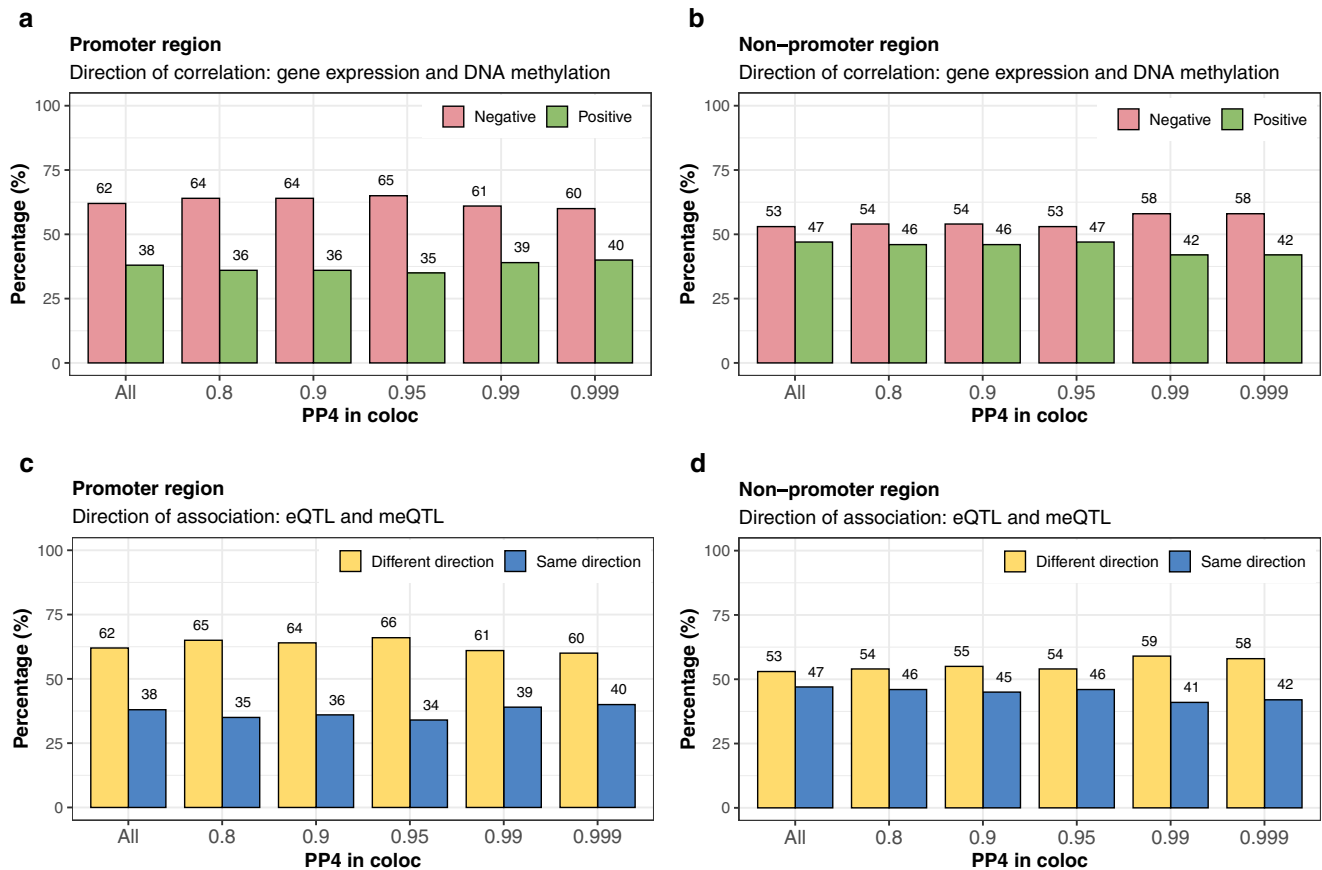 a
Promoter region
Direction of correlation: gene expression and DNA methylation
Negative Positive
Percentage (%)
100
75
50
25
0
62 38 64 36 64 36 65 35 61 39 60 40
All 0.8 0.9 0.95 0.99 0.999
PP4 in coloc
b
Non–promoter region
Direction of correlation: gene expression and DNA methylation
Negative Positive
Percentage (%)
100
75
50
25
0
53 47 54 46 54 46 53 47 58 42 58 42
All 0.8 0.9 0.95 0.99 0.999
PP4 in coloc
c
Promoter region
Direction of association: eQTL and meQTL
Different direction Same direction
Percentage (%)
100
75
50
25
0
62 38 65 35 64 36 66 34 61 39 60 40
All 0.8 0.9 0.95 0.99 0.999
PP4 in coloc
d
Non–promoter region
Direction of association: eQTL and meQTL
Different direction Same direction
Percentage (%)
100
75
50
25
0
53 47 54 46 55 45 54 46 59 41 58 42
All 0.8 0.9 0.95 0.99 0.999
PP4 in coloc